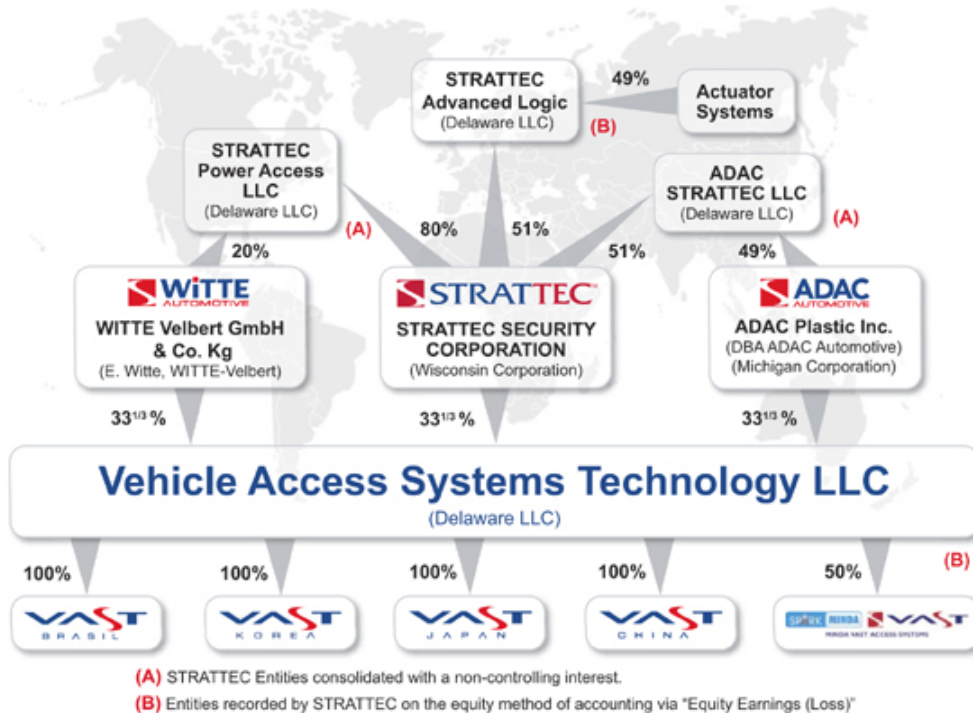 STRATTEC
Advanced Logic
(Delaware LLC)
(B)
49%
Actuator
Systems
STRATTEC
Power Access
LLC
(Delaware LLC)
(A)
ADAC
STRATTEC LLC
(Delaware LLC)
(A)
20%
80%
51%
51%
49%
WiTTE
AUTOMOTIVE
WITTE Velbert GmbH
& Co. Kg
(E. Witte, WITTE-Velbert)
STRATTEC
STRATTEC SECURITY
CORPORATION
(Wisconsin Corporation)
ADAC
AUTOMOTIVE
ADAC Plastic Inc.
(DBA ADAC Automotive)
(Michigan Corporation)
33 1/3 %
33 1/3 %
33 1/3 %
Vehicle Access Systems Technology LLC
(Delaware LLC)
(B)
100%
100%
100%
100%
50%
VAST
BRASIL
VAST
KOREA
VAST
JAPAN
VAST
CHINA
SPARK MINDA VAST
MINDA VAST ACCESS SYSTEMS
(A) STRATTEC Entities consolidated with a non-controlling interest.
(B) Entities recorded by STRATTEC on the equity method of accounting via "Equity Earnings (Loss)"